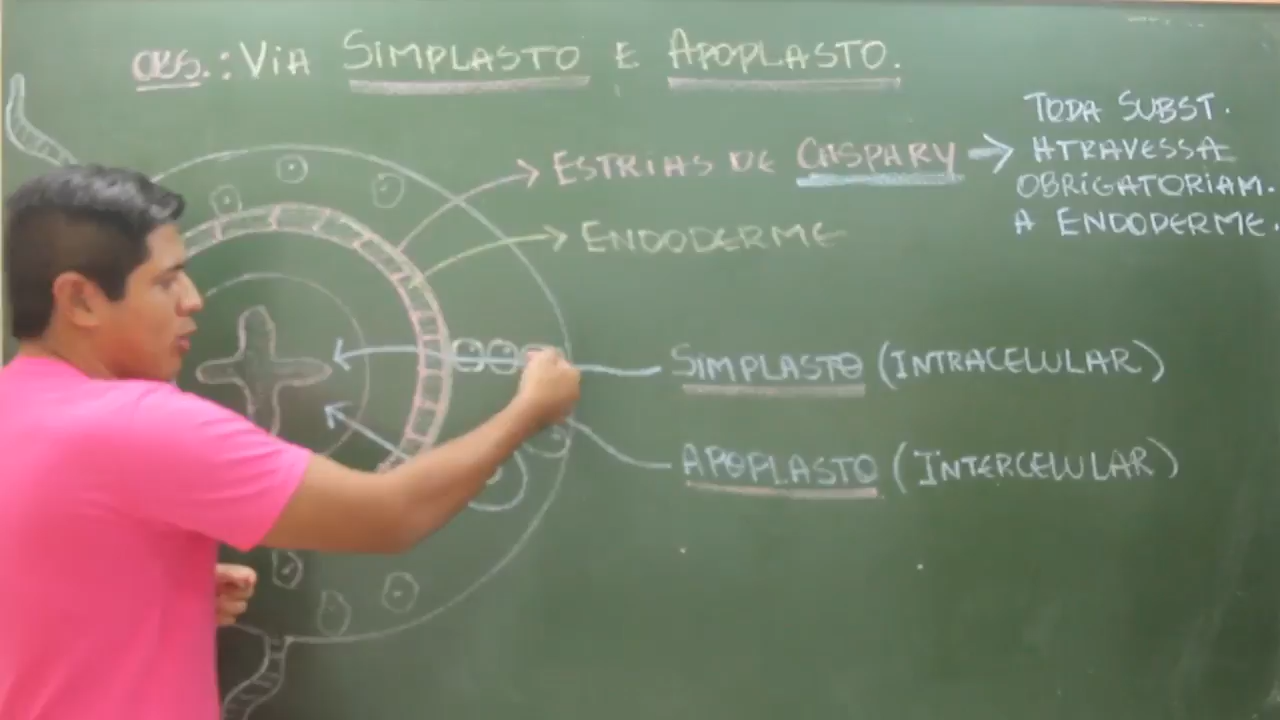 OBS.: VIA SIMPLASTO E APOPLASTO.
ESTRIAS DE CASPARY
TODA SUBST.
ATRAVESSA
OBRIGATORIAM.
A ENDODERME.
ENDODERME
SIMPLASTO (INTRACELULAR)
APOPLASTO (INTERCELULAR)